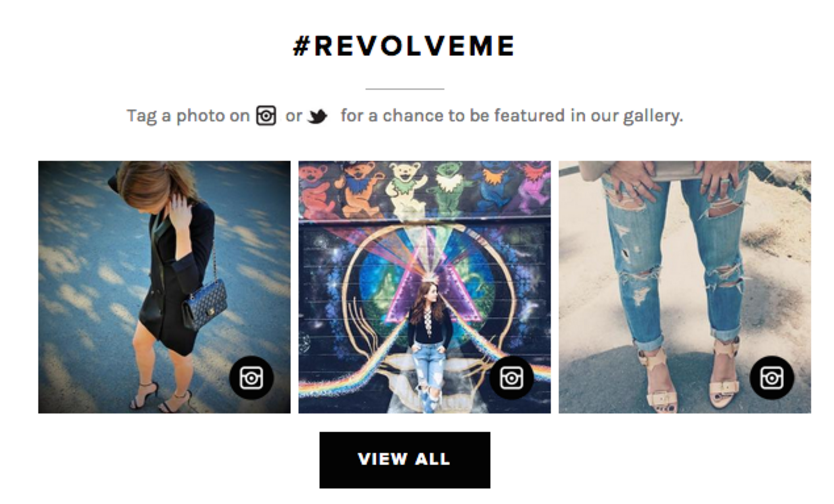 #REVOLVEME
Tag a photo on or for a chance to be featured in our gallery.
VIEW ALL